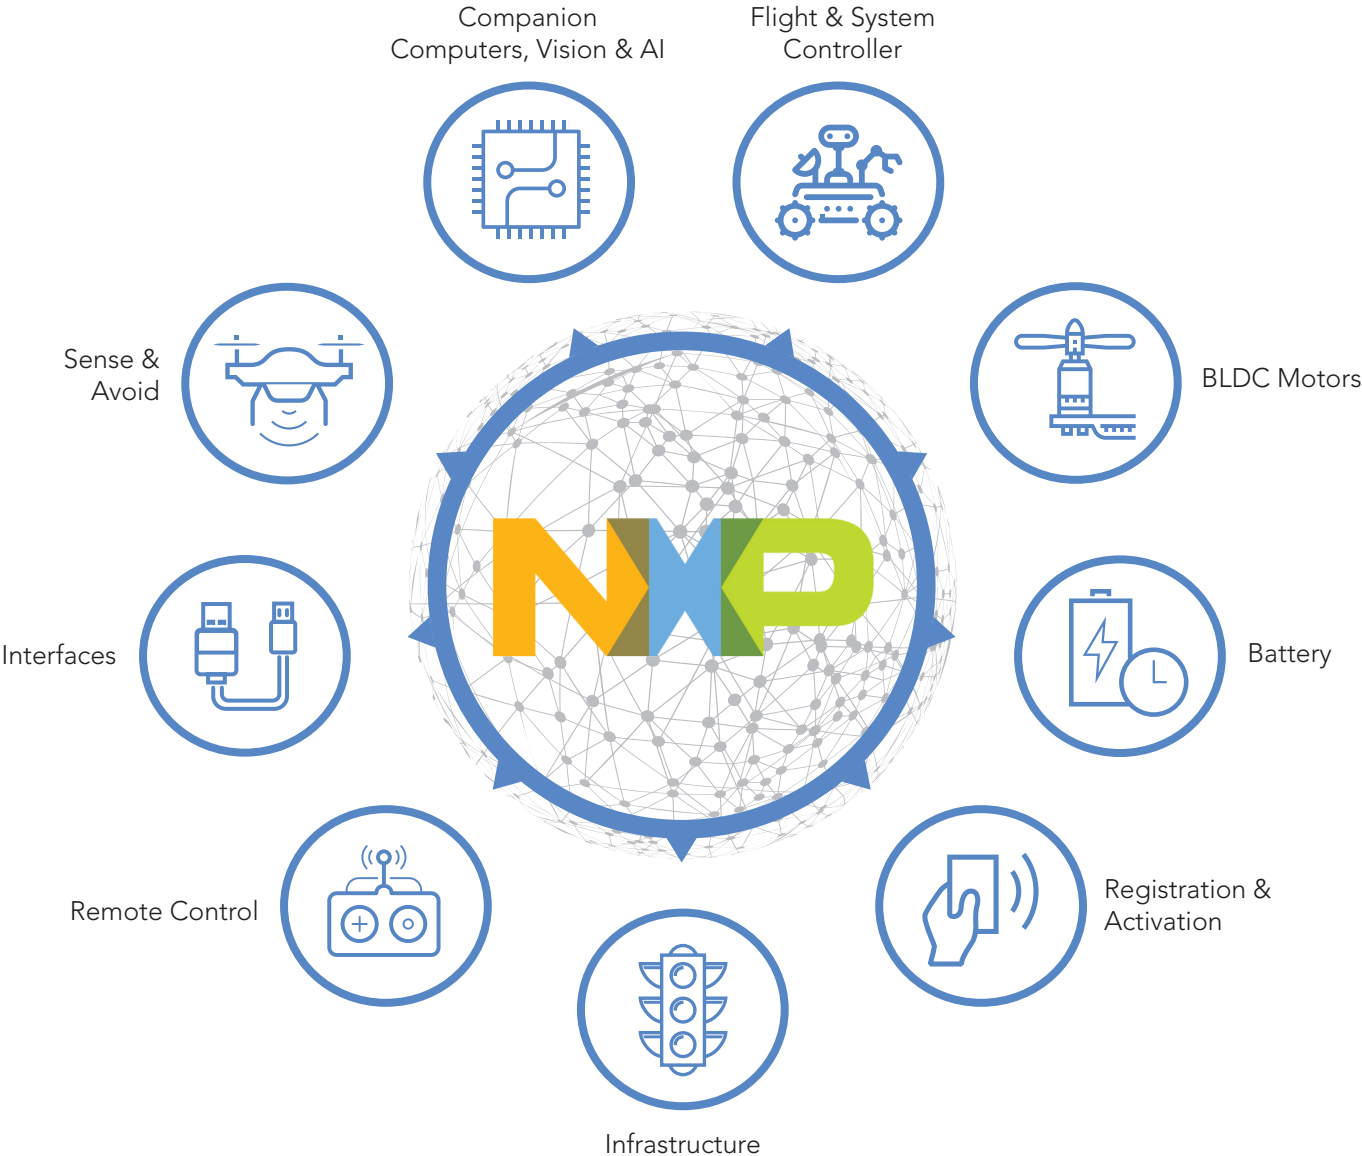 Companion
Computers, Vision & AI
Flight & System
Controller
Sense &
Avoid
BLDC Motors
NXP
Interfaces
Battery
Remote Control
Registration &
Activation
Infrastructure